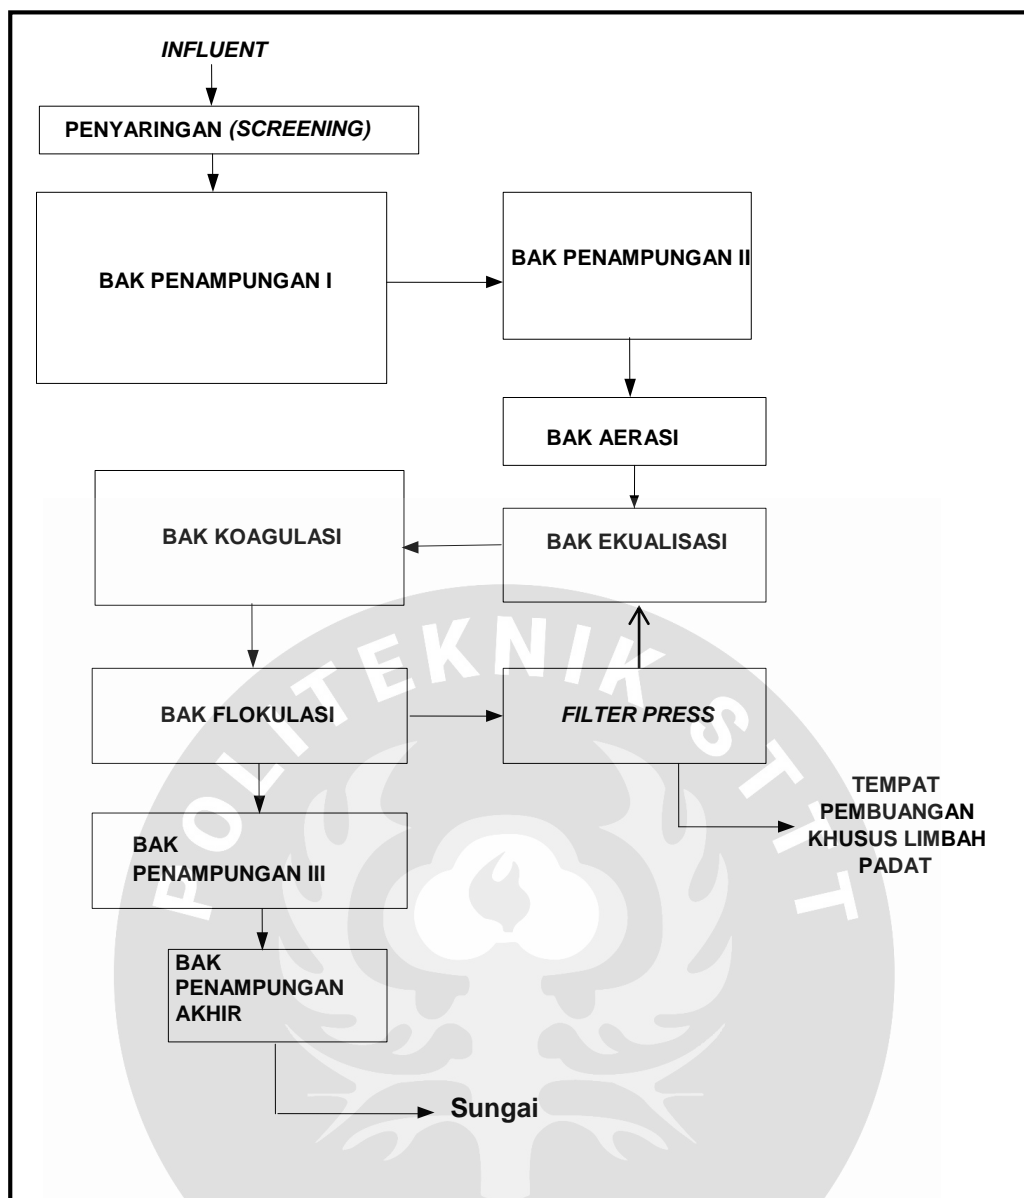 INFLUENT
PENYARINGAN (SCREENING)
BAK PENAMPUNGAN I
BAK PENAMPUNGAN II
BAK AERASI
BAK KOAGULASI
BAK EKUALISASI
BAK FLOKULASI
FILTER PRESS
TEMPAT
PEMBUANGAN
KHUSUS LIMBAH
PADAT
BAK
PENAMPUNGAN III
BAK
PENAMPUNGAN
AKHIR
Sungai
POLITEKNIK STTT